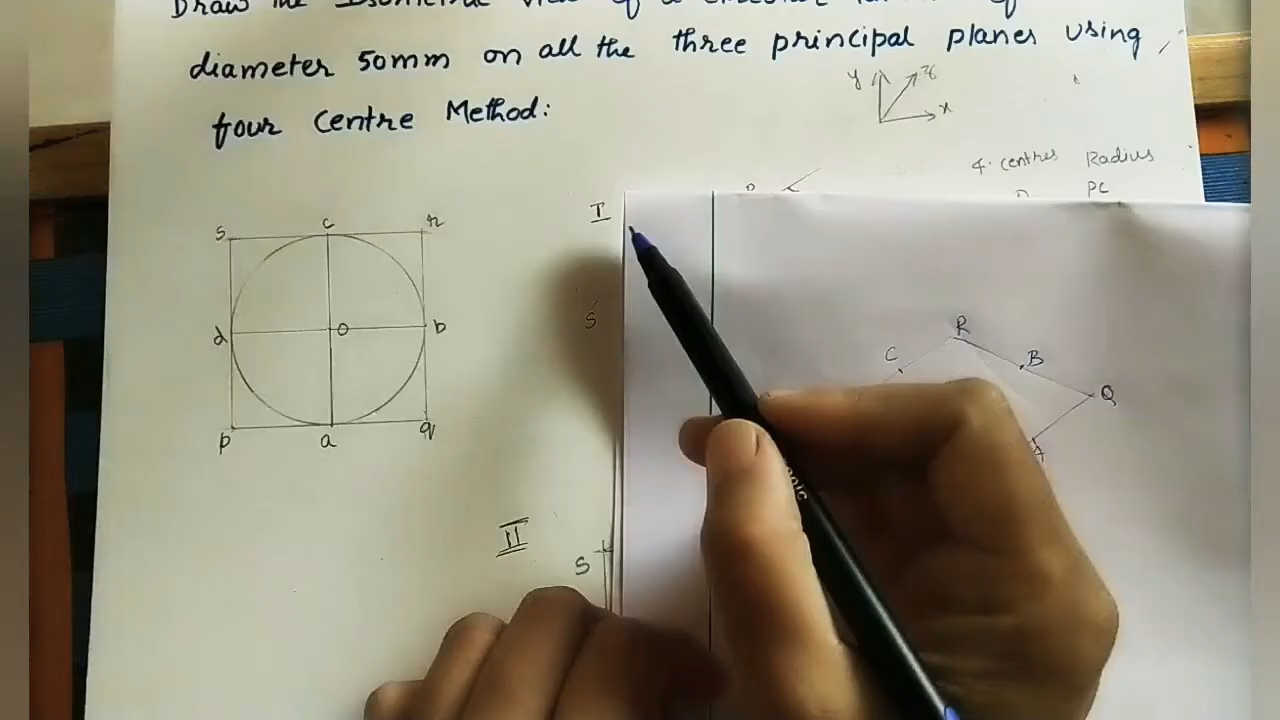 diameter 50mm on all the three principal planes using
four Centre Method:
y x
4. centres Radius
PC
I
s c r
d o b
p a q
S
II
S
R
C B
Q
A